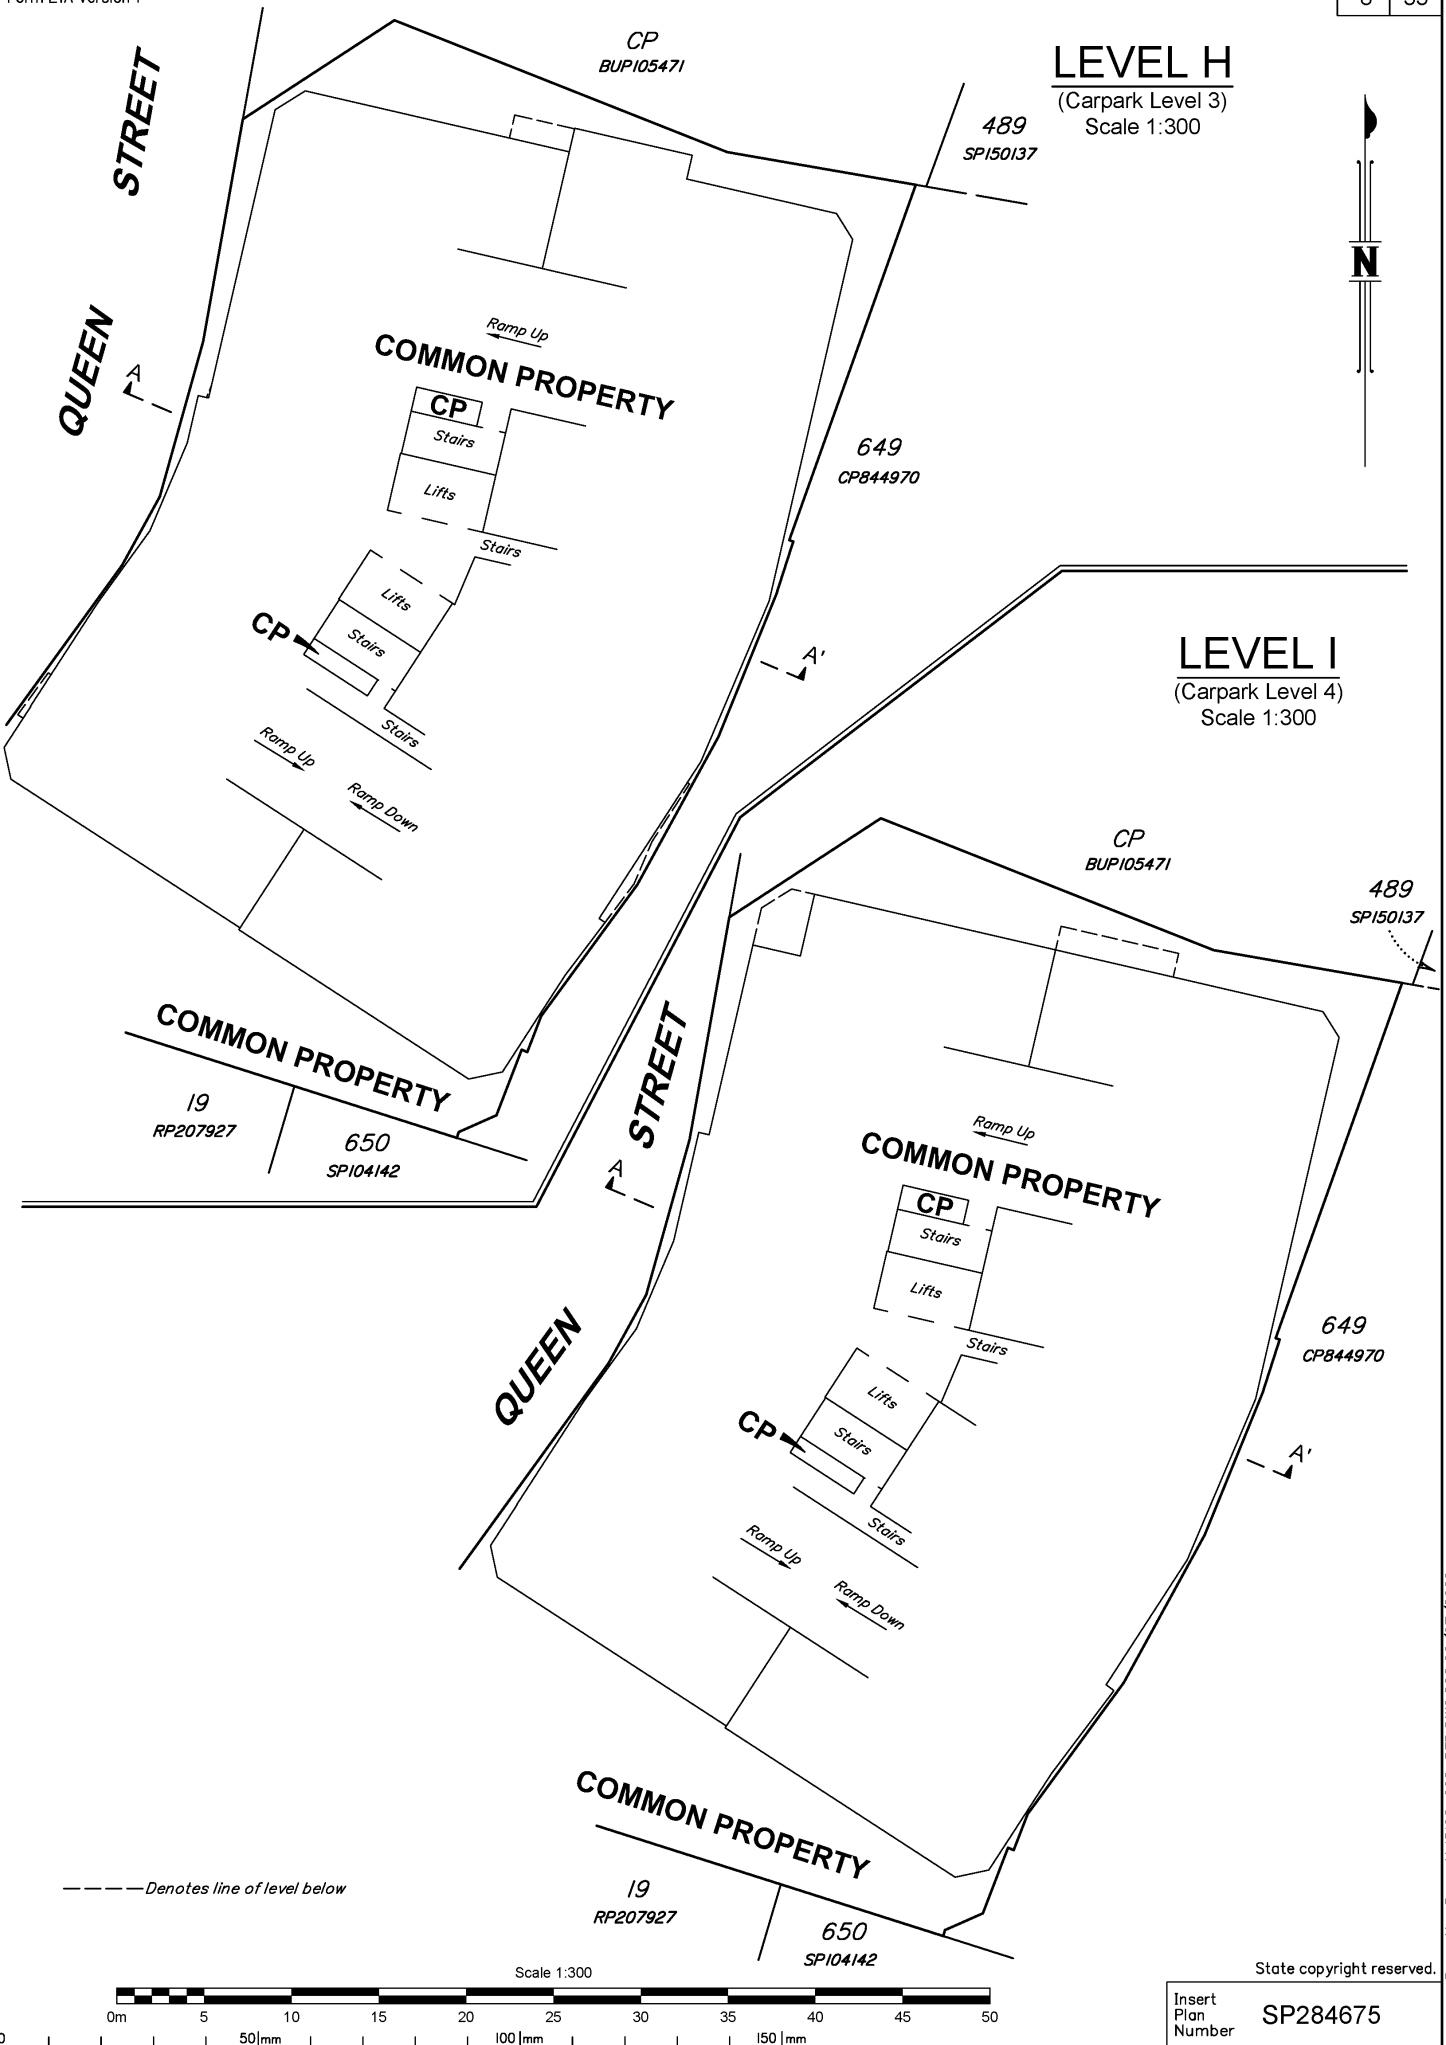 LEVEL H
(Carpark Level 3)
Scale 1:300
CP
BUP105471
489
SP150137
STREET
QUEEN
N
A
Ramp Up
COMMON PROPERTY
CP
Stairs
Lifts
Stairs
649
CP844970
Lifts
CP
Stairs
A'
Stairs
Ramp Up
Ramp Down
COMMON PROPERTY
19
RP207927
650
SP104142
LEVEL I
(Carpark Level 4)
Scale 1:300
CP
BUP105471
489
SP150137
STREET
QUEEN
A
Ramp Up
COMMON PROPERTY
CP
Stairs
Lifts
Stairs
649
CP844970
Lifts
CP
Stairs
A'
Stairs
Ramp Up
Ramp Down
COMMON PROPERTY
19
RP207927
650
SP104142
Denotes line of level below
Scale 1:300
0m 5 10 15 20 25 30 35 40 45 50
50 mm 100 mm 150 mm
State copyright reserved.
Insert
Plan
Number
SP284675